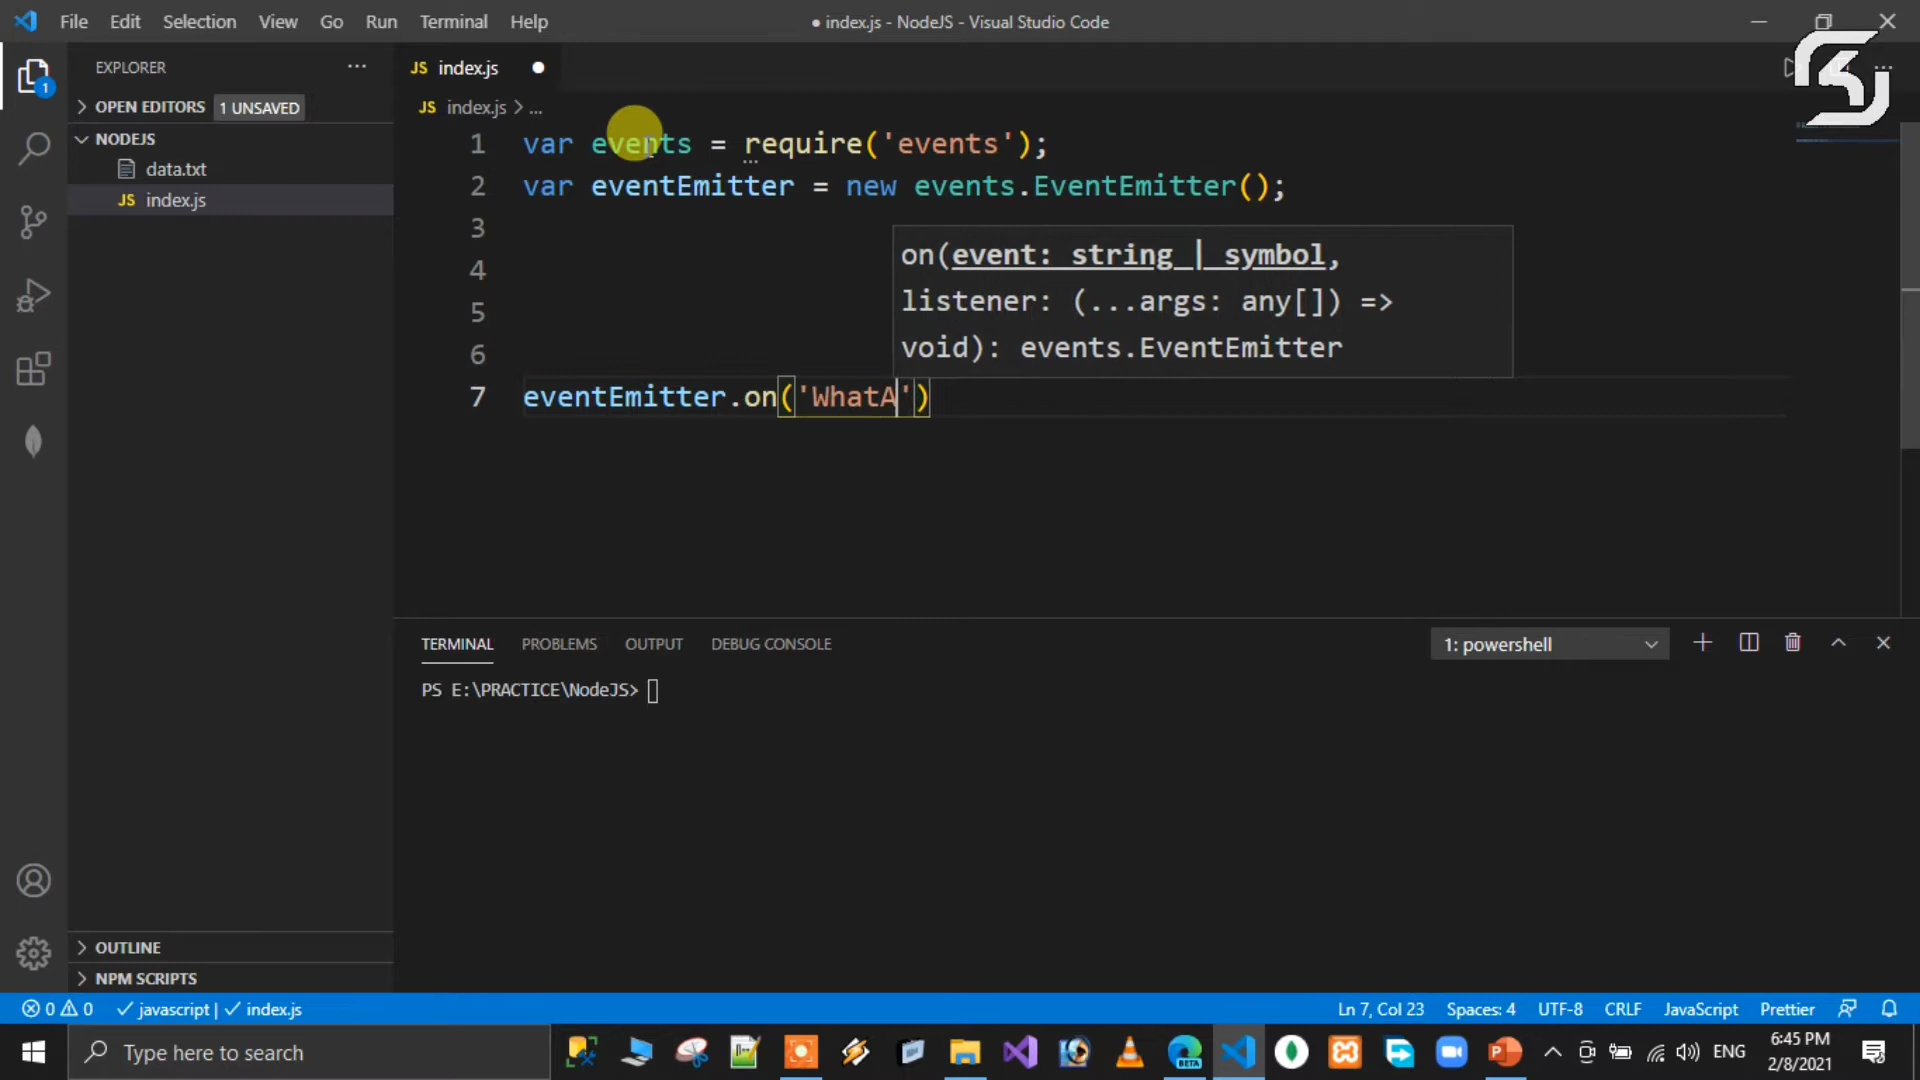 File Edit Selection View Go Run Terminal Help
● index.js - NodeJS - Visual Studio Code
EXPLORER
OPEN EDITORS 1 UNSAVED
NODEJS
data.txt
JS index.js
1
JS index.js
JS index.js > ...
1 var events = require('events');
2 var eventEmitter = new events.EventEmitter();
3
on(event: string | symbol,
4
listener: (...args: any[]) =>
5
void): events.EventEmitter
6
7 eventEmitter.on('WhatA')
TERMINAL PROBLEMS OUTPUT DEBUG CONSOLE
1: powershell
PS E:\PRACTICE\NodeJS>
OUTLINE
NPM SCRIPTS
0 0 javascript | index.js
Ln 7, Col 23 Spaces: 4 UTF-8 CRLF JavaScript Prettier
Type here to search
BETA
ENG
6:45 PM
2/8/2021